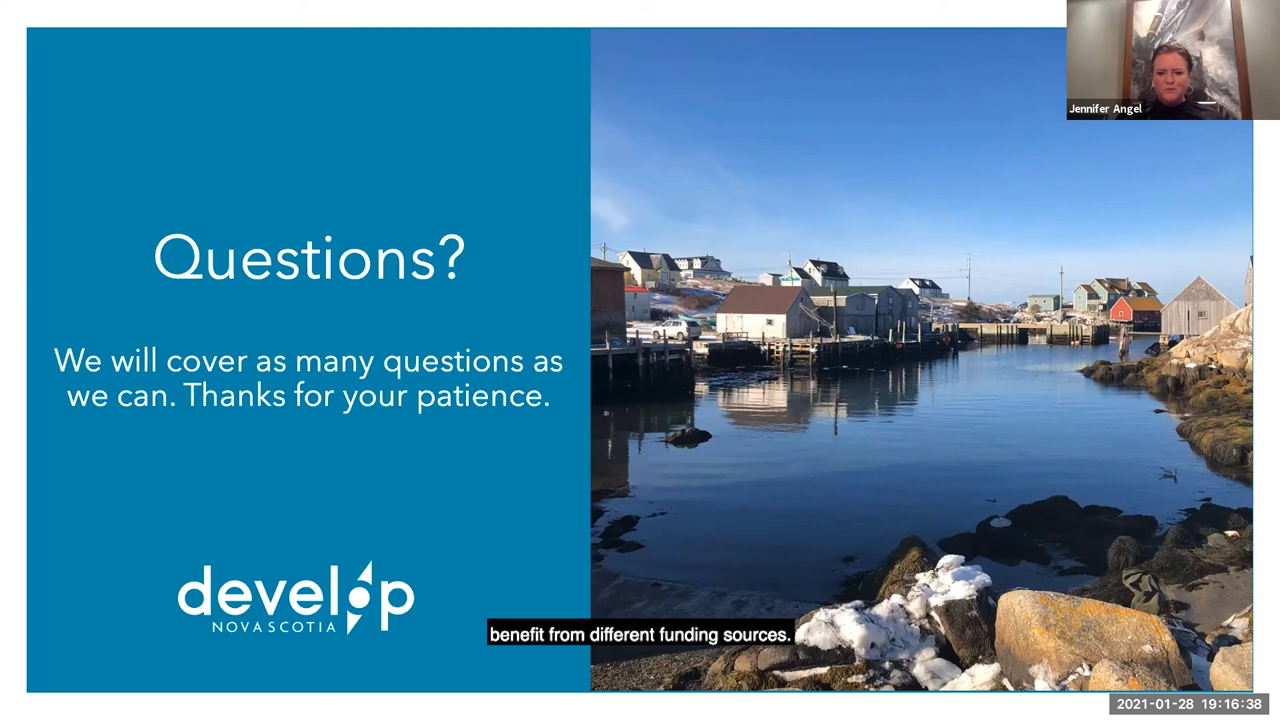 Jennifer Angel
Questions?
We will cover as many questions as
we can. Thanks for your patience.
develop
NOVA SCOTIA
benefit from different funding sources.
2021-01-28 19:16:38